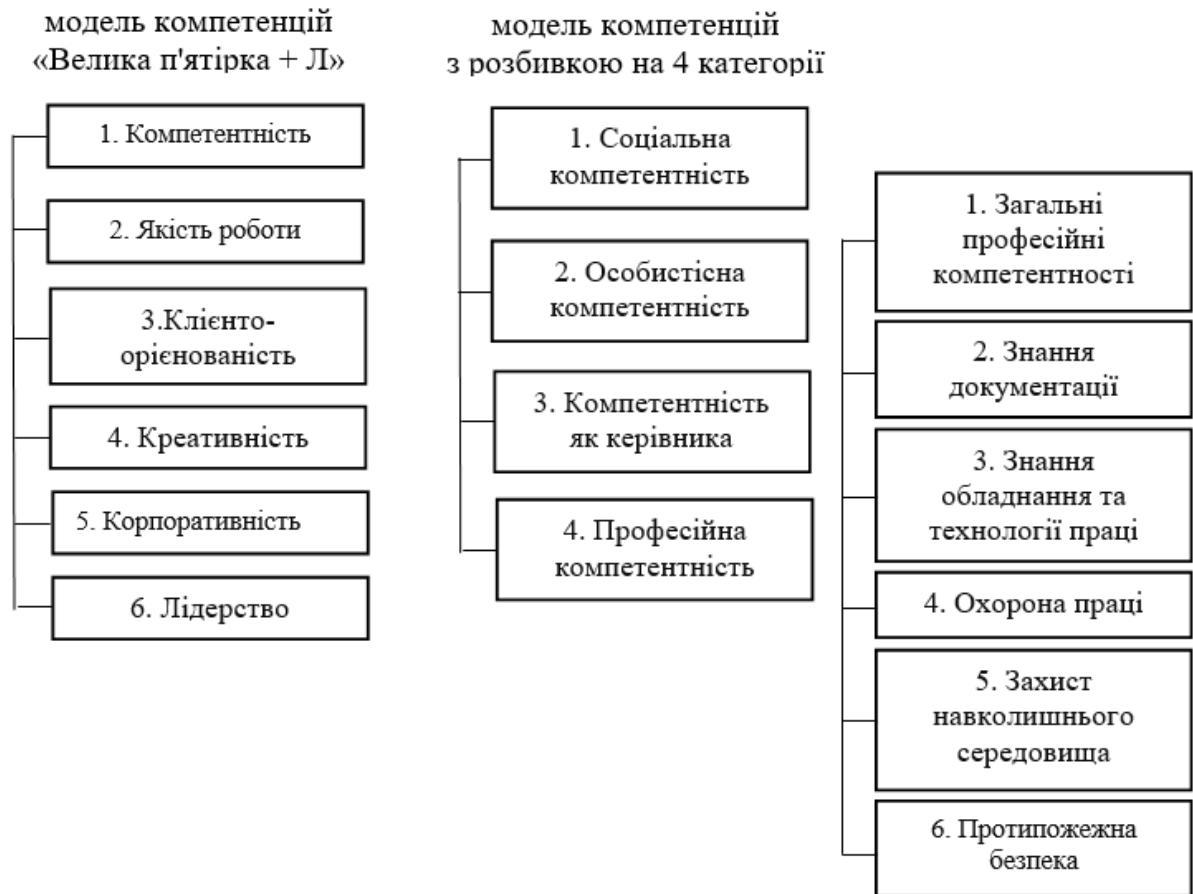 модель компетенцій
«Велика п'ятірка + Л»
1. Компетентність
2. Якість роботи
3.Клієнто-
орієнованість
4. Креативність
5. Корпоративність
6. Лідерство
модель компетенцій
з розбивкою на 4 категорії
1. Соціальна
компетентність
2. Особистісна
компетентність
3. Компетентність
як керівника
4. Професійна
компетентність
1. Загальні
професійні
компетентності
2. Знання
документації
3. Знання
обладнання та
технології праці
4. Охорона праці
5. Захист
навколишнього
середовища
6. Протипожежна
безпека